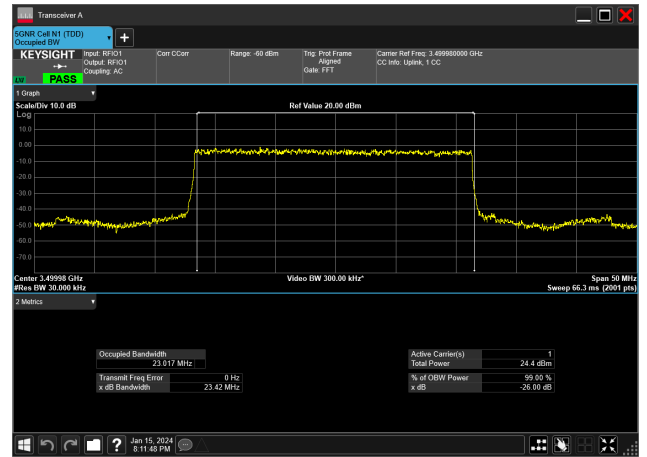 Transceiver A
5GNR Cell N1 (TDD)
Occupied BW
KEYSIGHT
Input: RFIO1
Output: RFIO1
Coupling: AC
Corr CCorr
Range: -60 dBm
Trig: Prot Frame
Aligned
Gate: FFT
Carrier Ref Freq: 3.499980000 GHz
CC Info: Uplink, 1 CC
LXI
PASS
1 Graph
Scale/Div 10.0 dB
Ref Value 20.00 dBm
Log
10.0
0.00
-10.0
-20.0
-30.0
-40.0
-50.0
-60.0
-70.0
Center 3.49998 GHz
Video BW 300.00 kHz*
Span 50 MHz
#Res BW 30.000 kHz
Sweep 66.3 ms (2001 pts)
2 Metrics
Occupied Bandwidth
23.017 MHz
Active Carrier(s) 1
Total Power 24.4 dBm
Transmit Freq Error 0 Hz
x dB Bandwidth 23.42 MHz
% of OBW Power 99.00 %
x dB -26.00 dB
Jan 15, 2024
8:11:48 PM